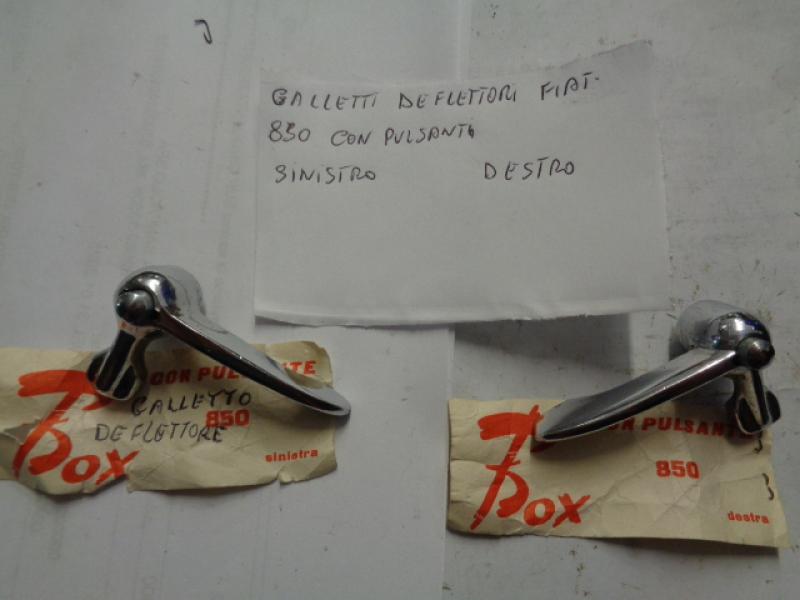 GALLETTI DEFLETTORI FIAT-
850 CON PULSANTI
SINISTRO DESTRO
CON PULSANTE
GALLETTO
850
DEFLETTORE
BOX
sinistra
CON PULSANTE
850
BOX
destra